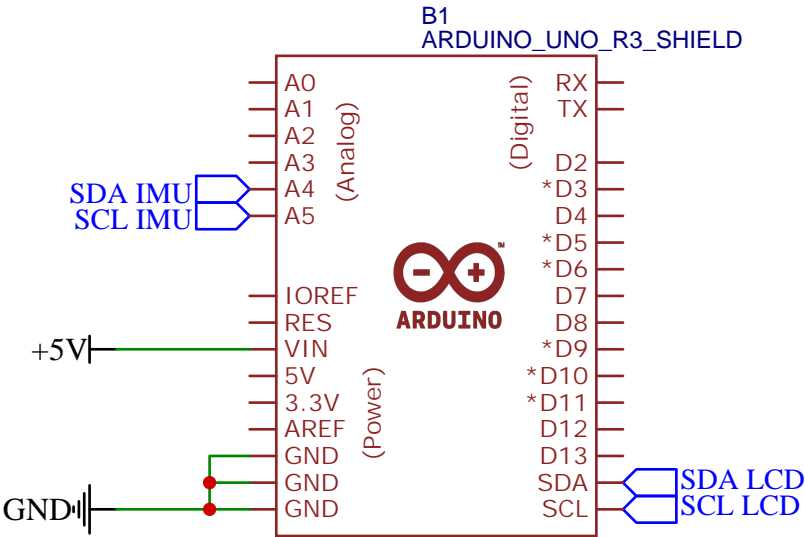 B1
ARDUINO_UNO_R3_SHIELD
A0
A1
A2
A3
A4
A5
(Analog)
SDA IMU
SCL IMU
IOREF
RES
VIN
5V
3.3V
AREF
GND
GND
GND
(Power)
+5V
GND
ARDUINO
™
(Digital)
RX
TX
D2
*D3
D4
*D5
*D6
D7
D8
*D9
*D10
*D11
D12
D13
SDA
SCL
SDA LCD
SCL LCD